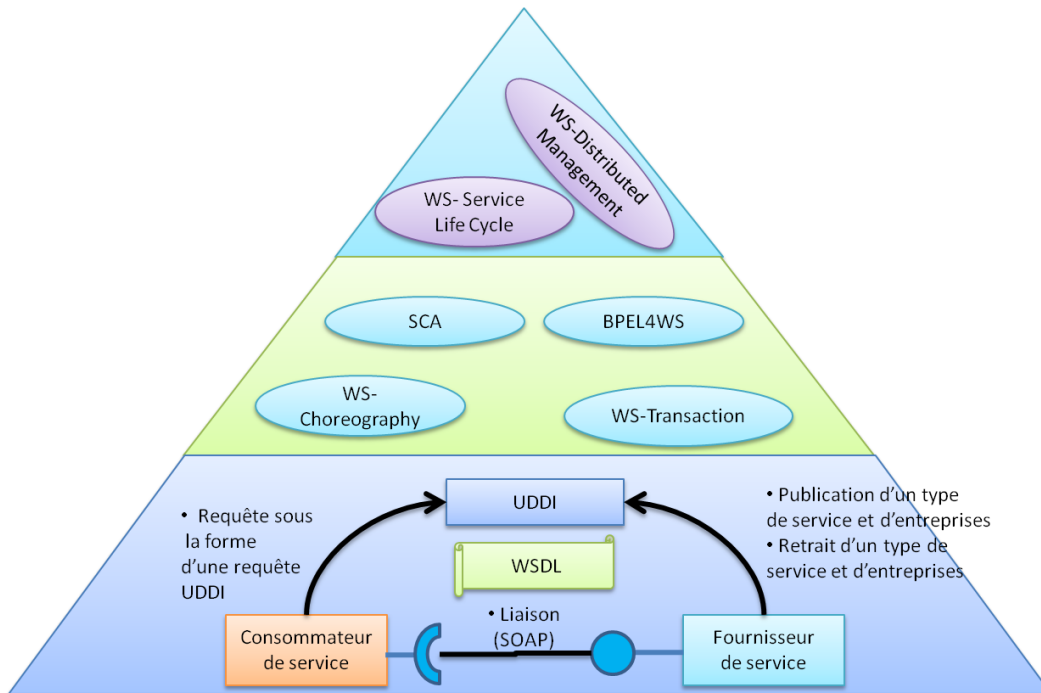 WS-Distributed
Management
WS- Service
Life Cycle
SCA
BPEL4WS
WS-
Choreography
WS-Transaction
UDDI
• Requête sous
la forme
d'une requête
UDDI
• Publication d'un type
de service et d'entreprises
• Retrait d'un type de
service et d'entreprises
WSDL
• Liaison
(SOAP)
Consommateur
de service
Fournisseur
de service